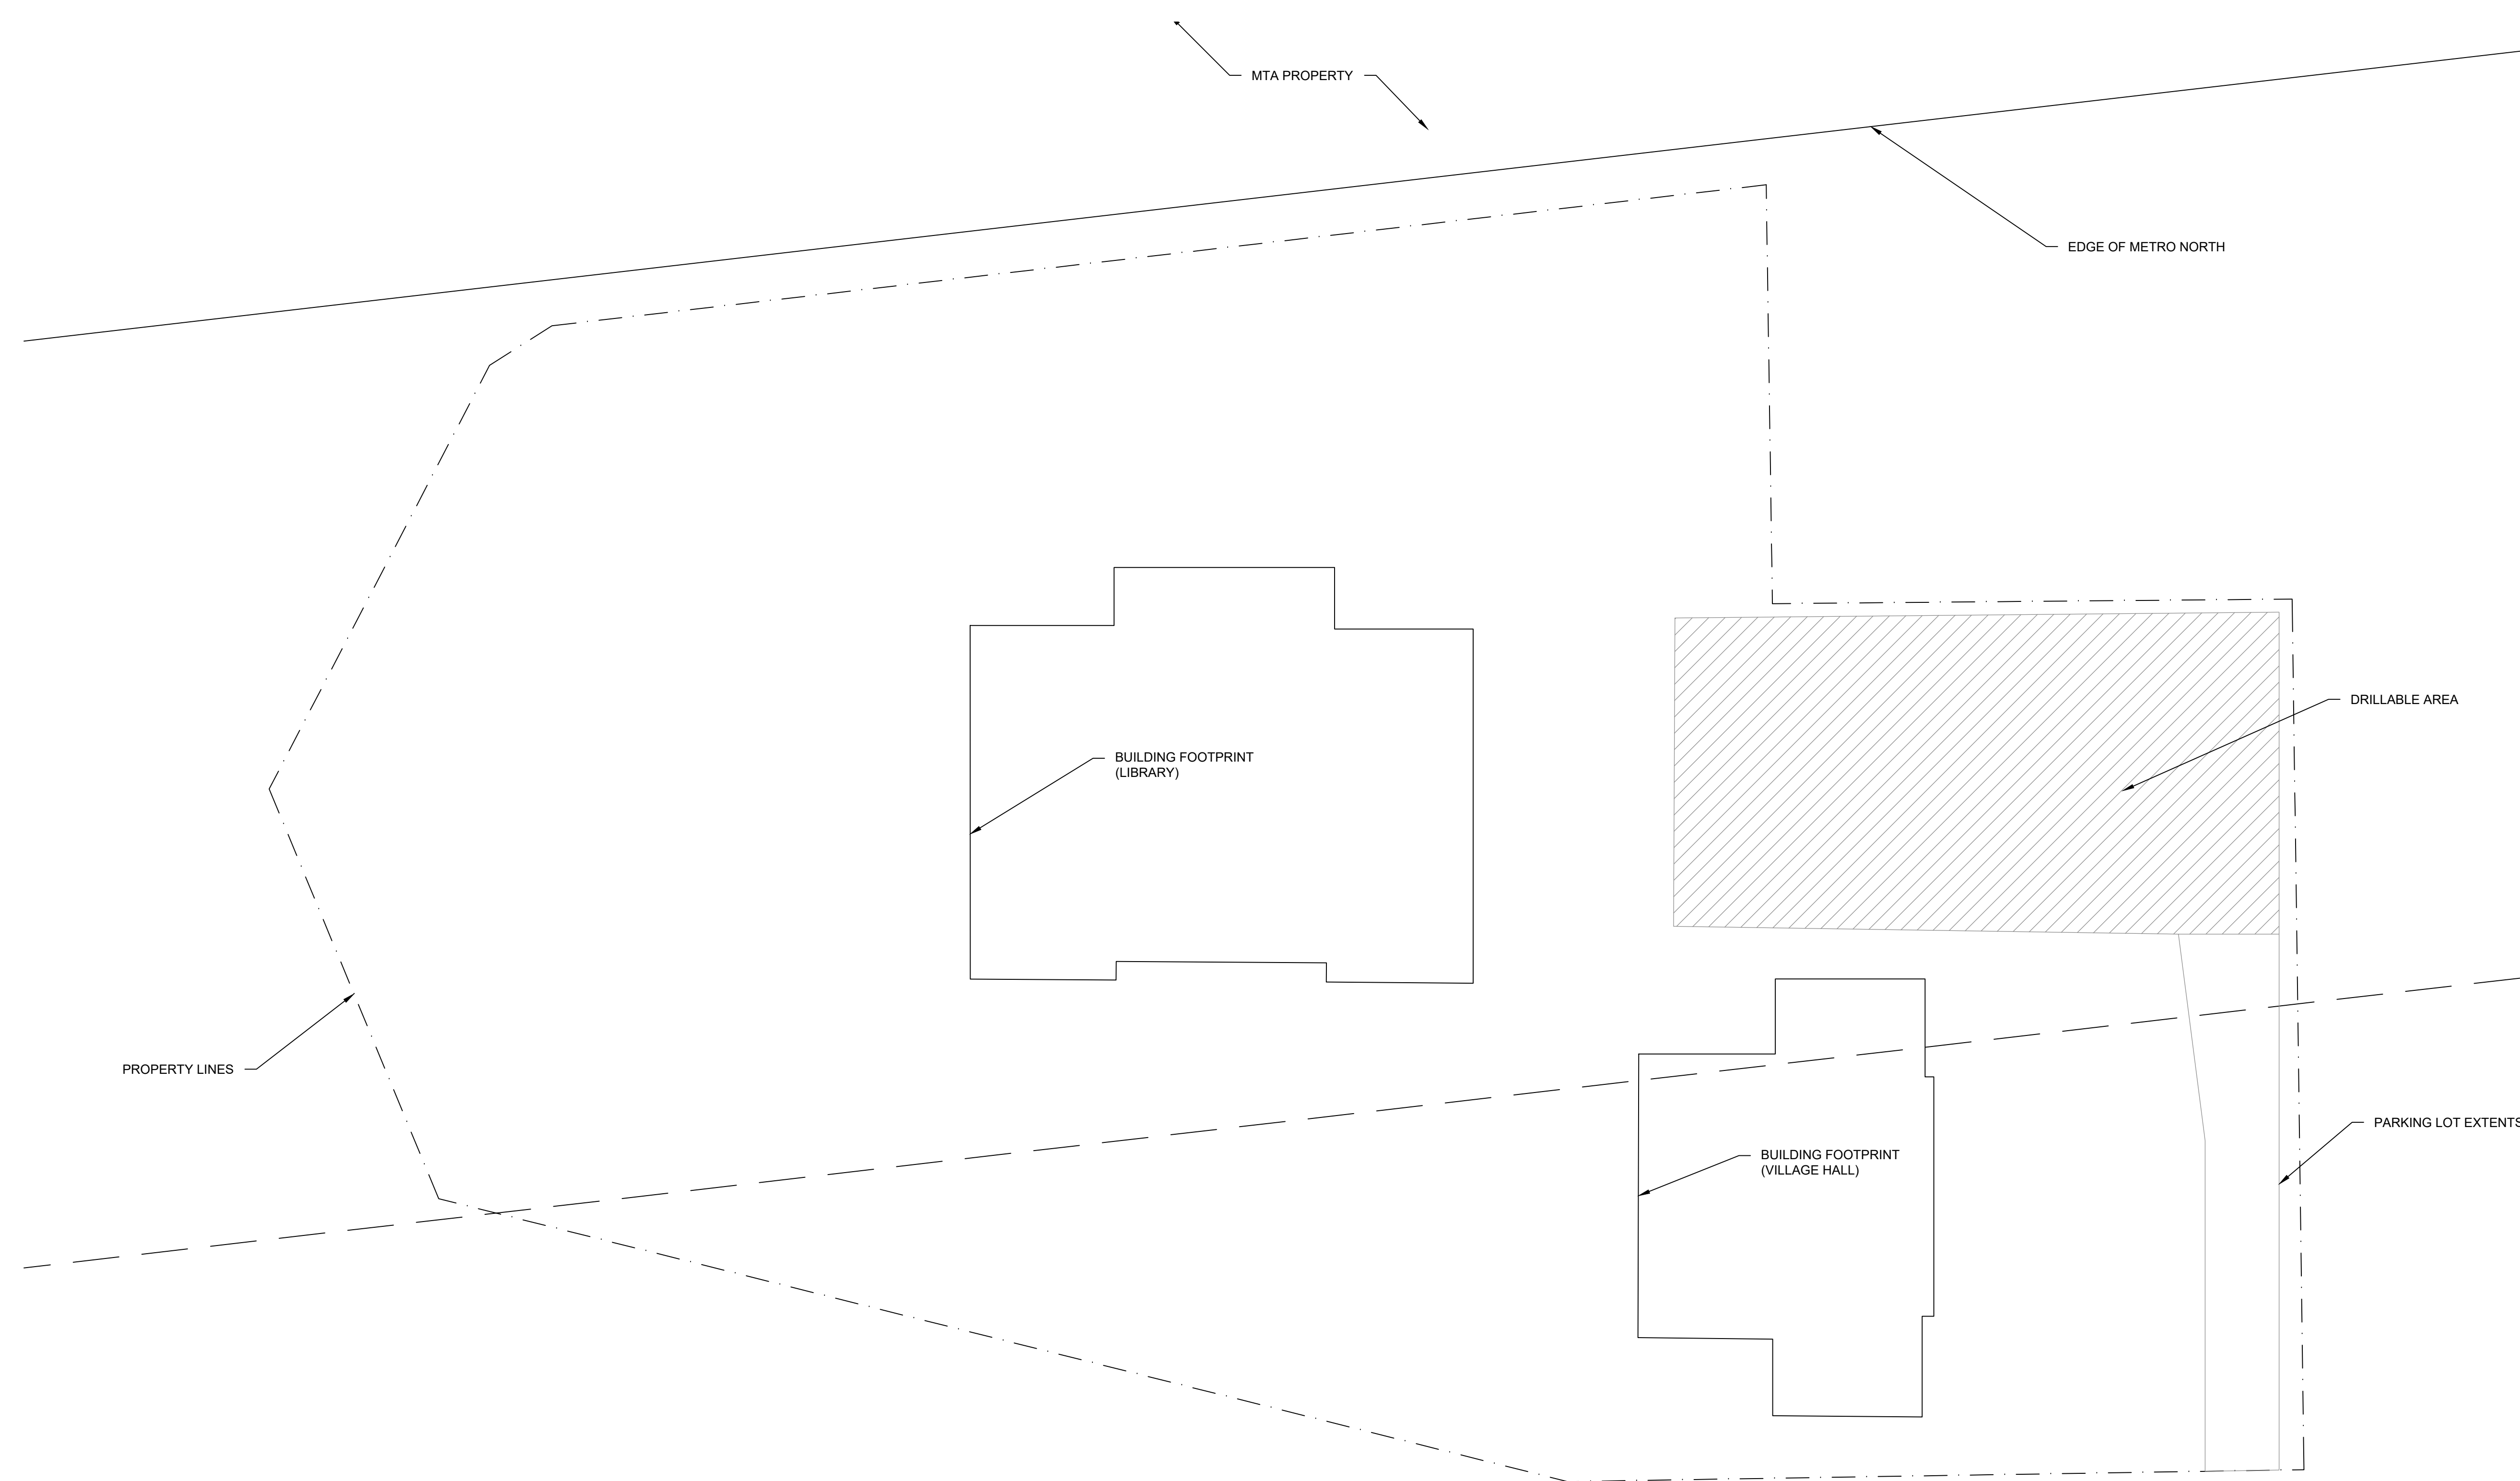 MTA PROPERTY
EDGE OF METRO NORTH
DRILLABLE AREA
BUILDING FOOTPRINT
(LIBRARY)
PROPERTY LINES
PARKING LOT EXTENTS
BUILDING FOOTPRINT
(VILLAGE HALL)